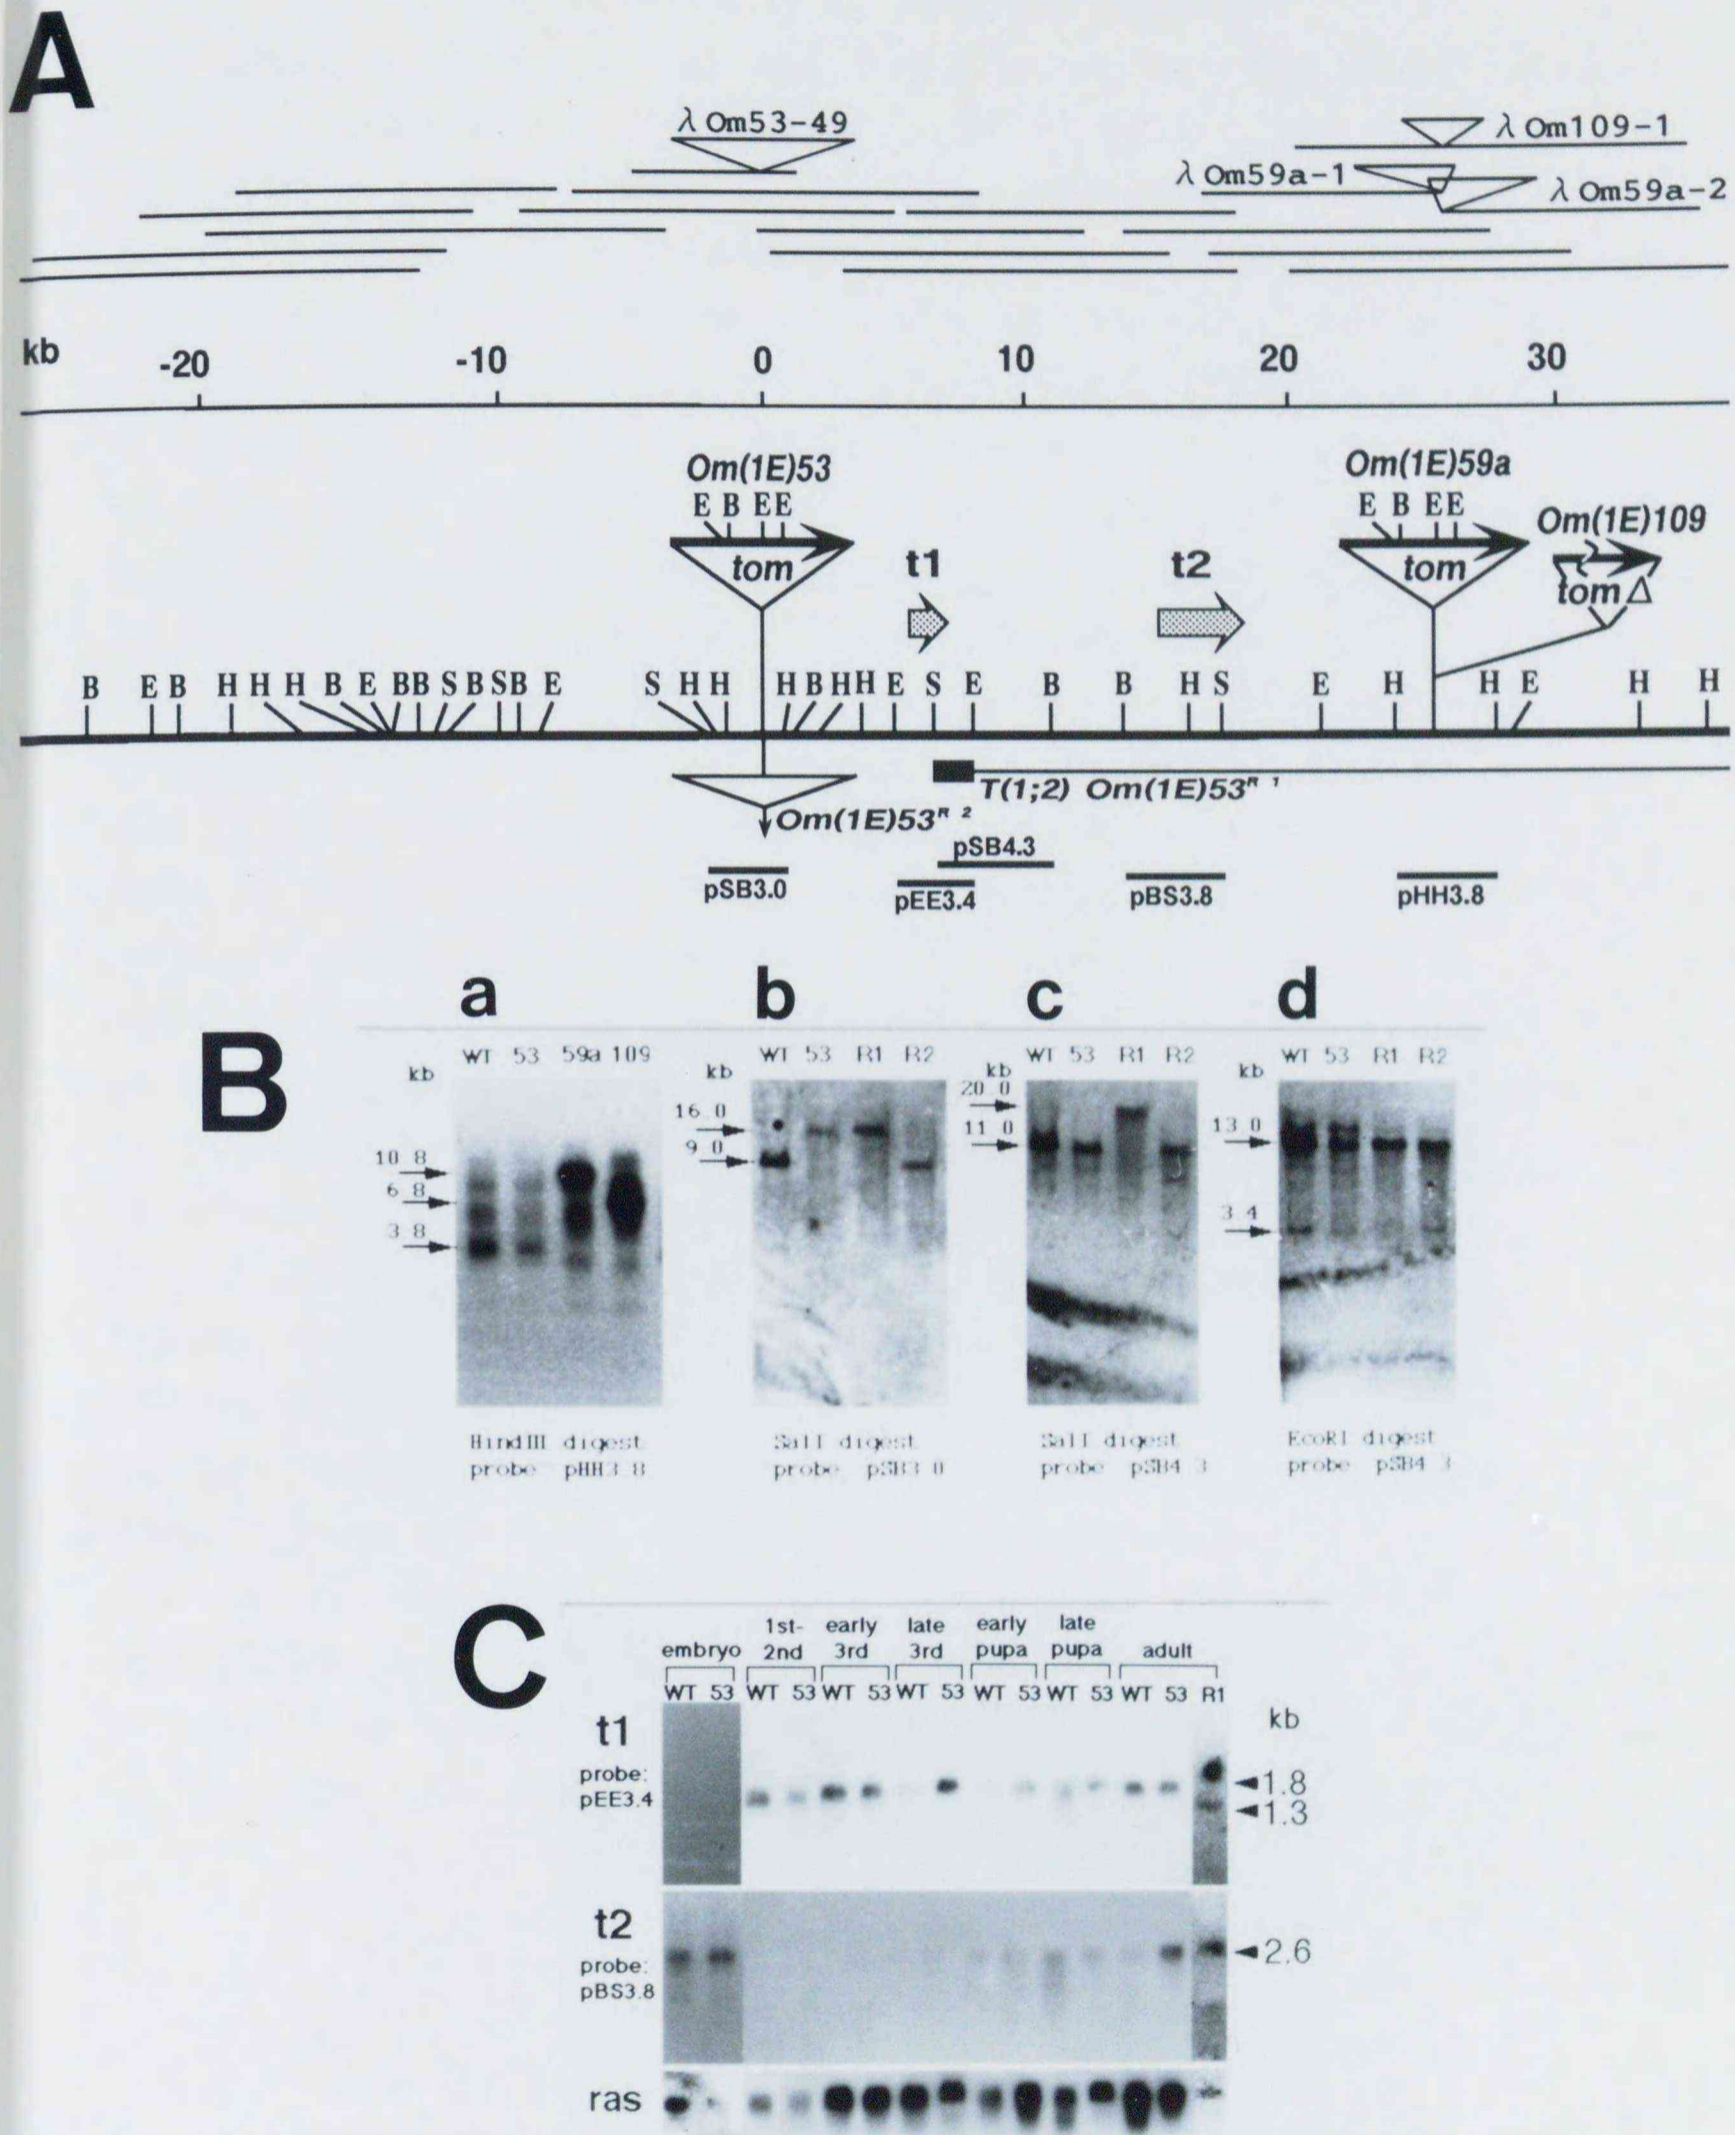 A
λ Om53-49
λ Om109-1
λ Om59a-1
λ Om59a-2
kb -20 -10 0 10 20 30
Om(1E)53
E B E E
tom
t1
t2
Om(1E)59a
E B E E
tom
Om(1E)109
tom Δ
B E B H H H B E B B S B S B E S H H H B H H E S E B B H S E H H E H H
T(1;2) Om(1E)53R 1
Om(1E)53R 2
pSB4.3
pSB3.0
pEE3.4
pBS3.8
pHH3.8
B
a b c d
WT 53 59a 109
kb
10 8
6 8
3 8
HindIII digest
probe pHH3 8
WT 53 R1 R2
kb
16 0
9 0
SalI digest
probe pSB3 0
WT 53 R1 R2
kb
20 0
11 0
SalI digest
probe pSB4 3
WT 53 R1 R2
kb
13 0
3 4
EcoRI digest
probe pSB4 3
C
embryo 1st-2nd early 3rd late 3rd early pupa late pupa adult
WT 53 WT 53 WT 53 WT 53 WT 53 WT 53 WT 53 R1
kb
t1
probe:
pEE3.4
1.8
1.3
t2
probe:
pBS3.8
2.6
ras